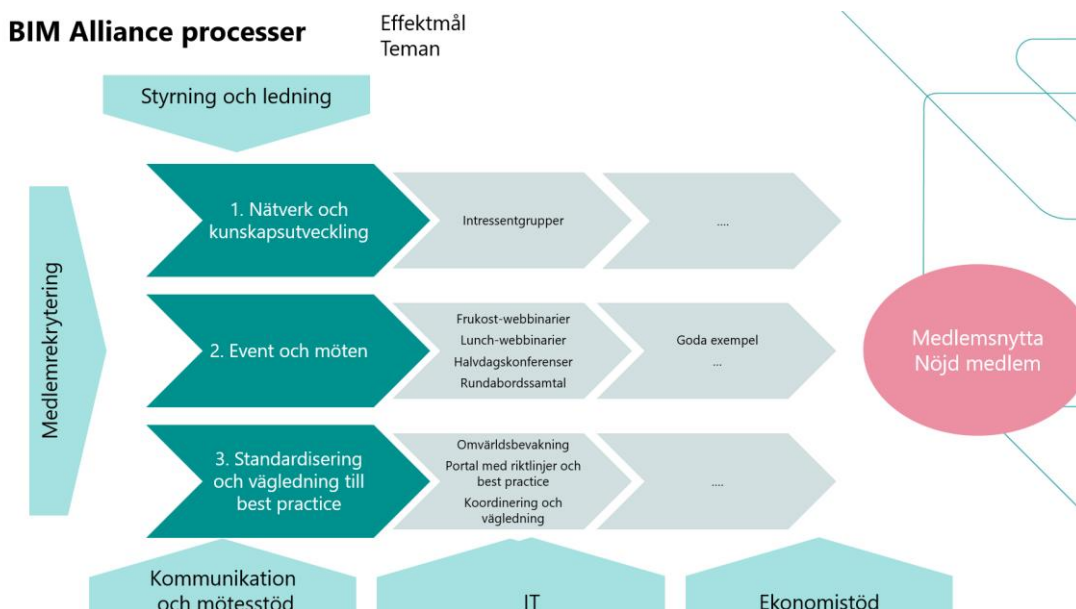 BIM Alliance processer
Effektmål
Teman
Styrning och ledning
Medlemrekrytering
1. Nätverk och
kunskapsutveckling
Intressentgrupper
....
2. Event och möten
Frukost-webbinarier
Lunch-webbinarier
Halvdagskonferenser
Rundabordssamtal
Goda exempel
...
Medlemsnytta
Nöjd medlem
3. Standardisering
och vägledning till
best practice
Omvärldsbevakning
Portal med riktlinjer och
best practice
Koordinering och
vägledning
....
Kommunikation
och mötesstöd
IT
Ekonomistöd